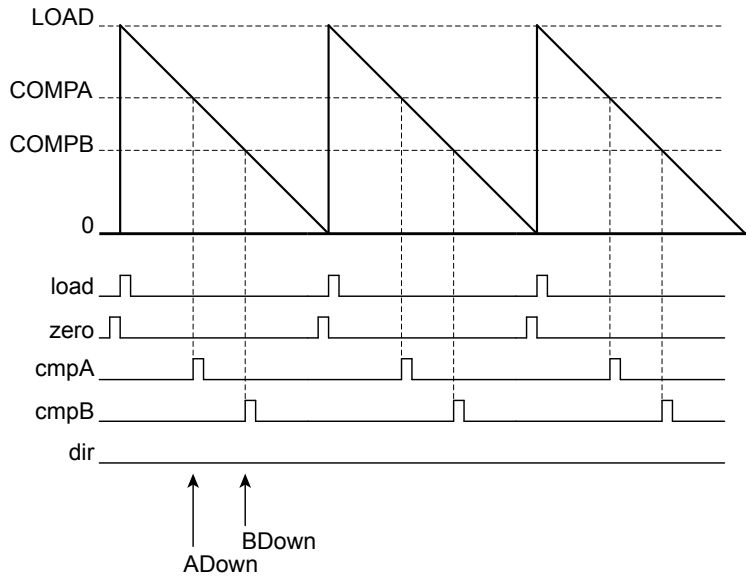 LOAD
COMPA
COMPB
0
load
zero
cmpA
cmpB
dir
BDown
ADown